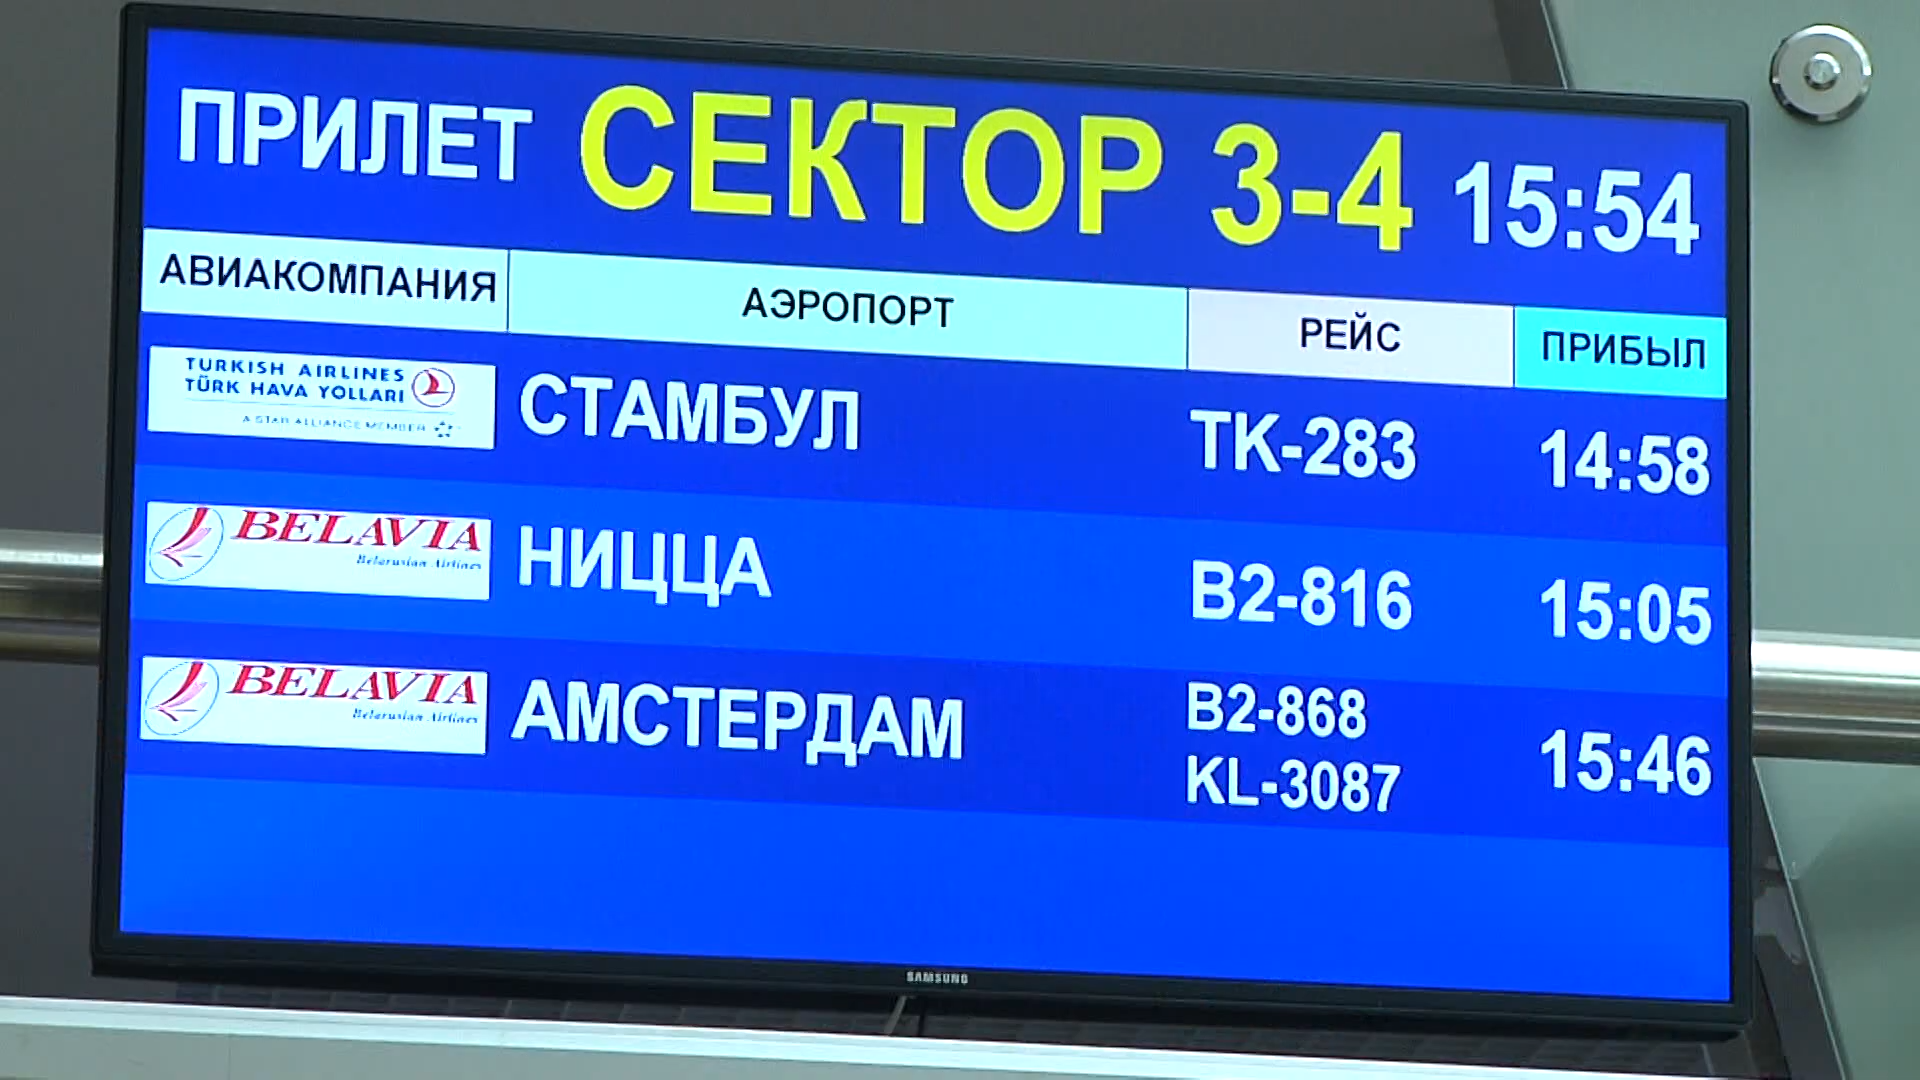 ПРИЛЕТ СЕКТОР 3-4 15:54
АВИАКОМПАНИЯ АЭРОПОРТ РЕЙС ПРИБЫЛ
TURKISH AIRLINES
TÜRK HAVA YOLLARI
A STAR ALLIANCE MEMBER
СТАМБУЛ TK-283 14:58
BELAVIA
Belarusian Airlines
НИЦЦА B2-816 15:05
BELAVIA
Belarusian Airlines
АМСТЕРДАМ B2-868 15:46
KL-3087
SAMSUNG